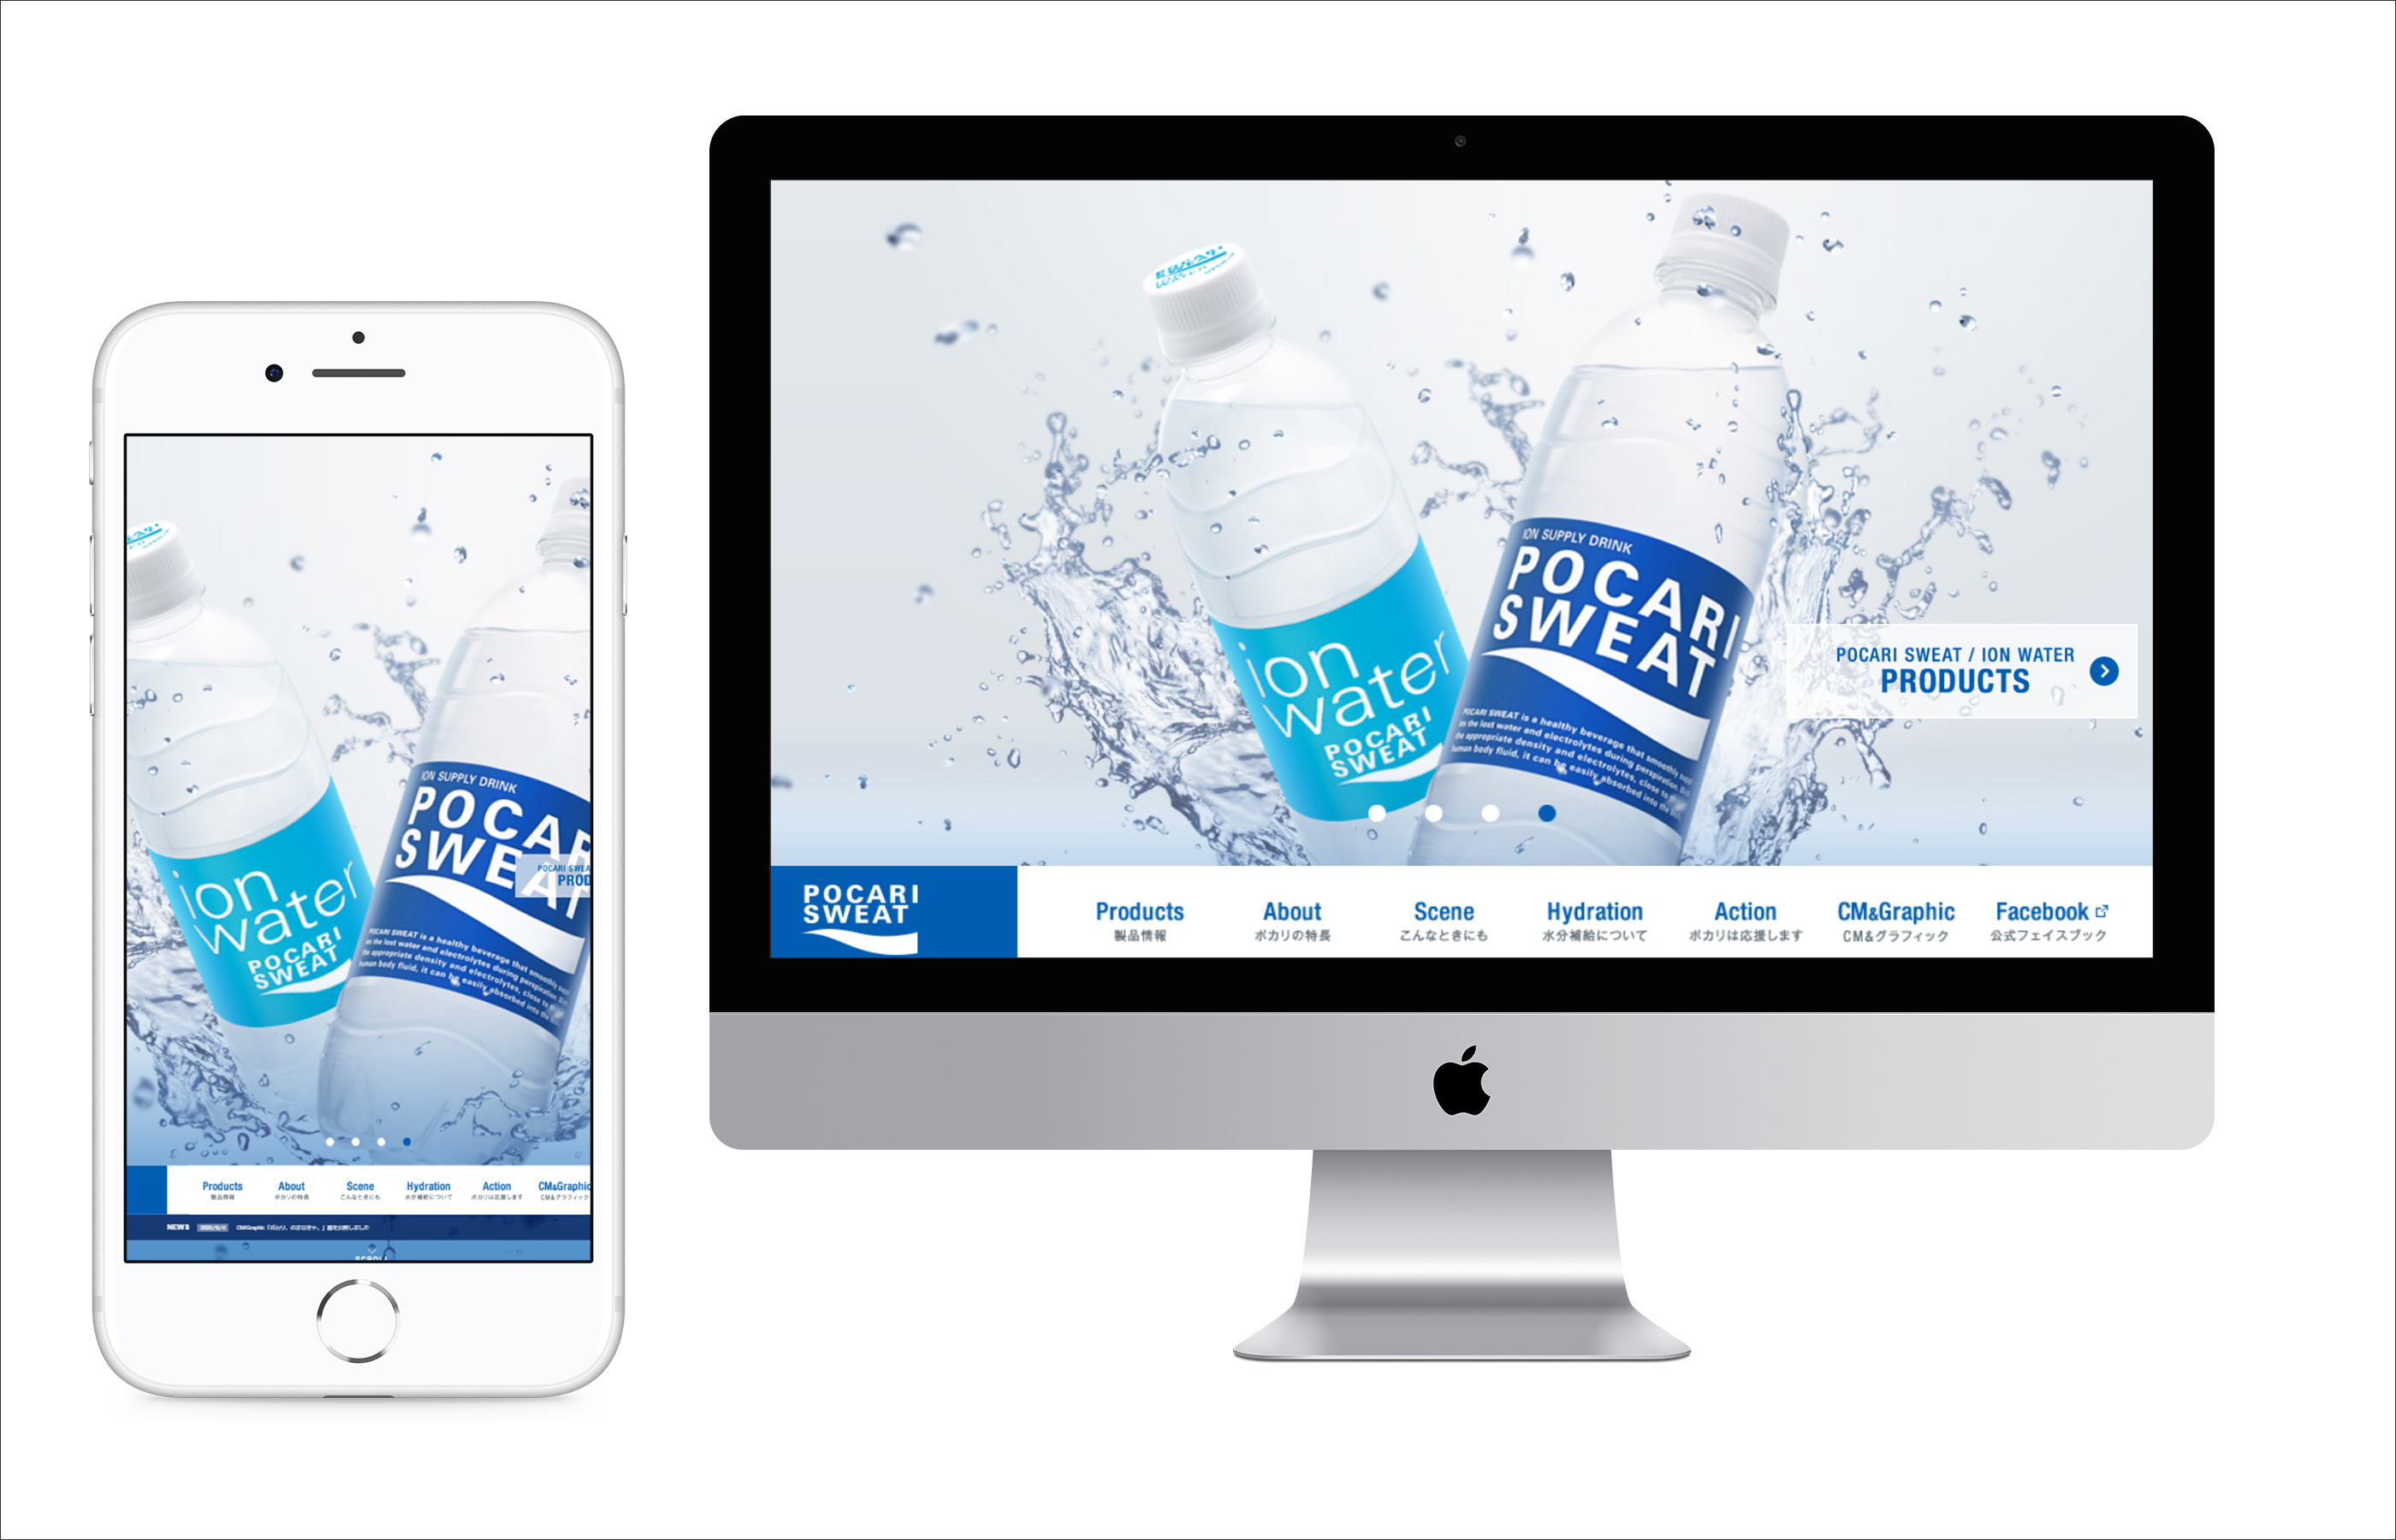 ion
water
POCARI
SWEAT
ION SUPPLY DRINK
POCAR
SWEAT
POCARI SWEAT is a healthy beverage that smoothly
as the lost water and electrolytes during perspiration.
the appropriate density and electrolytes, close to
human body fluid, it can be easily absorbed into the
POCARI SWEA
PROD
Products
製品情報
About
ポカリの特長
Scene
こんなときにも
Hydration
水分補給について
Action
ポカリは応援します
CM&Graphic
CM&グラフィック
NEWS
SCROLL
ion
water
POCARI
SWEAT
ION SUPPLY DRINK
POCARI
SWEAT
POCARI SWEAT is a healthy beverage that smoothly
as the lost water and electrolytes during perspiration.
the appropriate density and electrolytes, close to
human body fluid, it can be easily absorbed into the
POCARI SWEAT / ION WATER
PRODUCTS
POCARI
SWEAT
Products
製品情報
About
ポカリの特長
Scene
こんなときにも
Hydration
水分補給について
Action
ポカリは応援します
CM&Graphic
CM&グラフィック
Facebook
公式フェイスブック